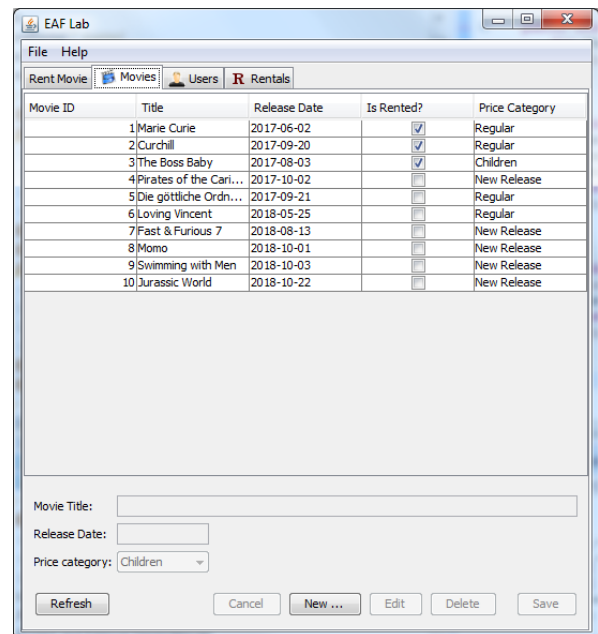 EAF Lab
File Help
Rent Movie Movies Users R Rentals
Movie ID Title Release Date Is Rented? Price Category
1 Marie Curie 2017-06-02 Regular
2 Curchill 2017-09-20 Regular
3 The Boss Baby 2017-08-03 Children
4 Pirates of the Cari... 2017-10-02 New Release
5 Die göttliche Ordn... 2017-09-21 Regular
6 Loving Vincent 2018-05-25 Regular
7 Fast & Furious 7 2018-08-13 New Release
8 Momo 2018-10-01 New Release
9 Swimming with Men 2018-10-03 New Release
10 Jurassic World 2018-10-22 New Release
Movie Title:
Release Date:
Price category: Children
Refresh Cancel New ... Edit Delete Save